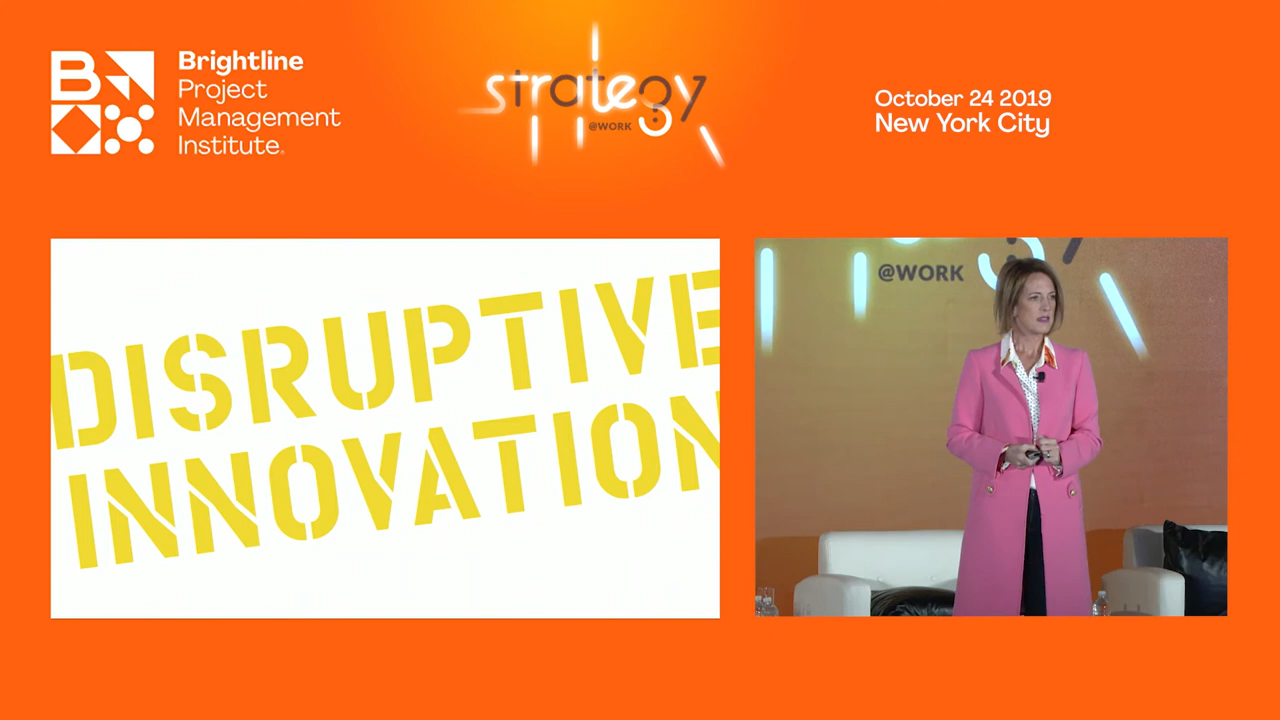 Brightline
Project
Management
Institute.
strategy
@WORK
October 24 2019
New York City
DISRUPTIVE
INNOVATION
@WORK